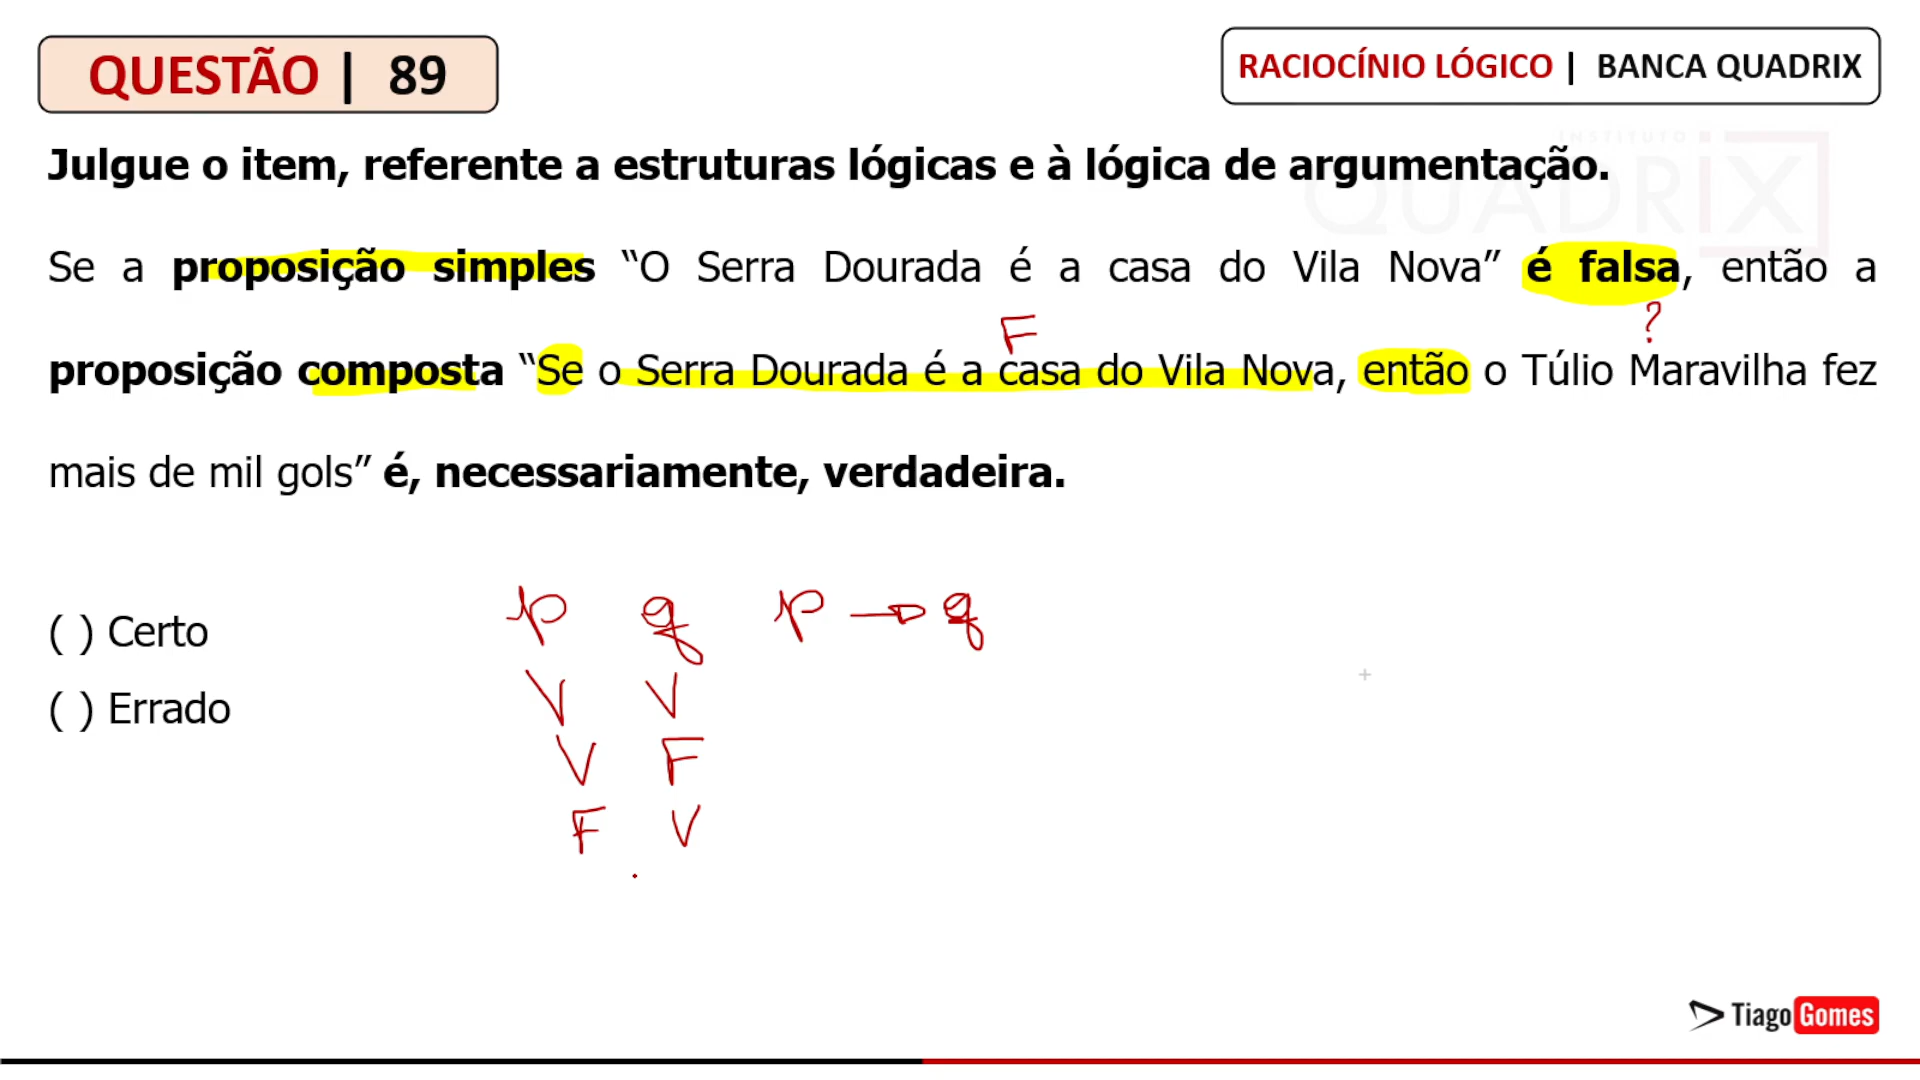 QUESTÃO | 89
RACIOCÍNIO LÓGICO | BANCA QUADRIX
INSTITUTO
QUADRIX
Julgue o item, referente a estruturas lógicas e à lógica de argumentação.
Se a proposição simples “O Serra Dourada é a casa do Vila Nova” é falsa, então a
F ?
proposição composta “Se o Serra Dourada é a casa do Vila Nova, então o Túlio Maravilha fez
mais de mil gols” é, necessariamente, verdadeira.
( ) Certo
( ) Errado
p q p → q
V V
V F
F V
Tiago Gomes